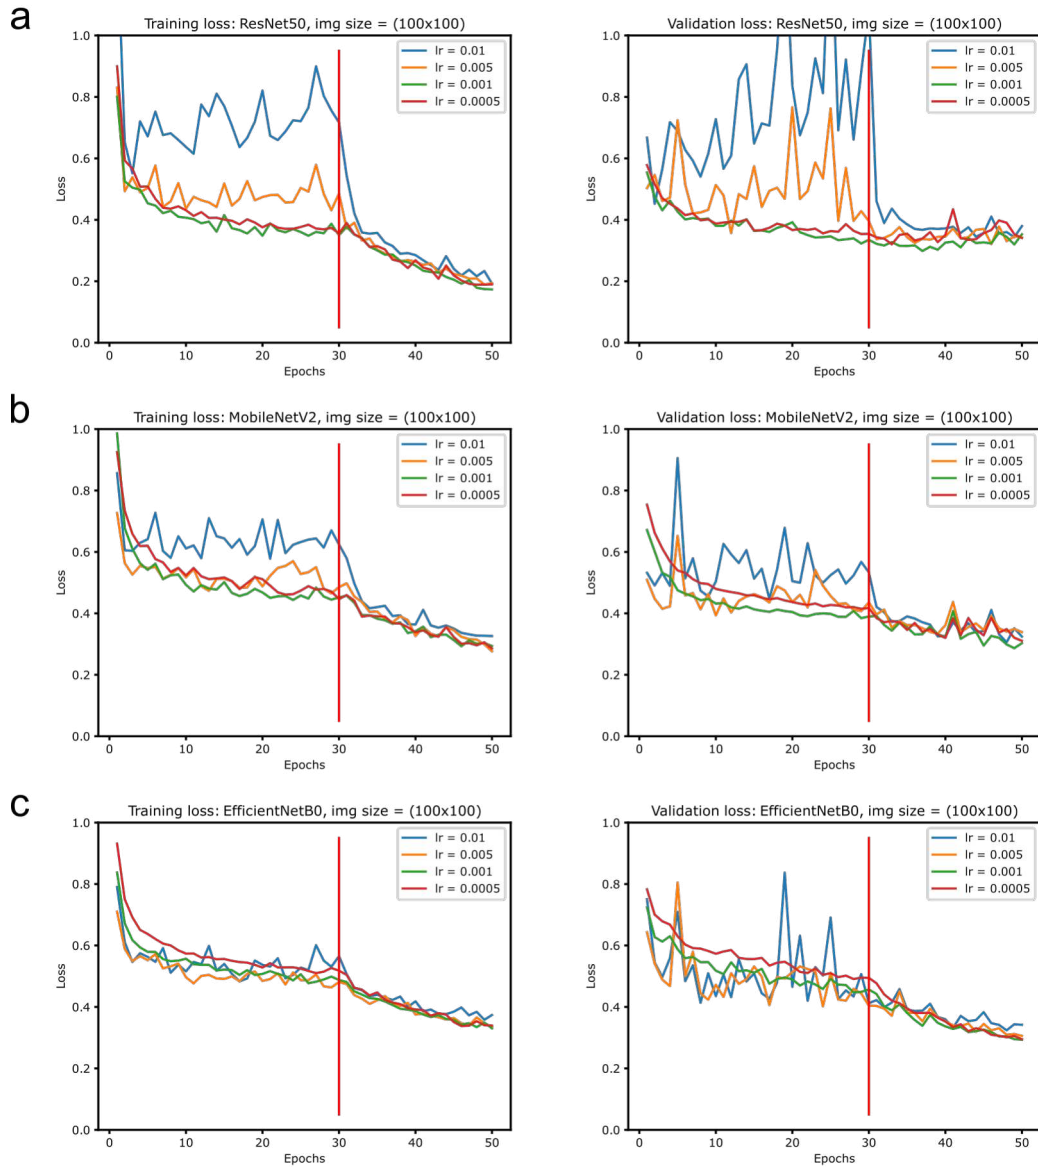 a
Training loss: ResNet50, img size = (100x100)
1.0
0.8
0.6
0.4
0.2
0.0
Loss
0 10 20 30 40 50
Epochs
lr = 0.01
lr = 0.005
lr = 0.001
lr = 0.0005
Validation loss: ResNet50, img size = (100x100)
1.0
0.8
0.6
0.4
0.2
0.0
Loss
0 10 20 30 40 50
Epochs
lr = 0.01
lr = 0.005
lr = 0.001
lr = 0.0005
b
Training loss: MobileNetV2, img size = (100x100)
1.0
0.8
0.6
0.4
0.2
0.0
Loss
0 10 20 30 40 50
Epochs
lr = 0.01
lr = 0.005
lr = 0.001
lr = 0.0005
Validation loss: MobileNetV2, img size = (100x100)
1.0
0.8
0.6
0.4
0.2
0.0
Loss
0 10 20 30 40 50
Epochs
lr = 0.01
lr = 0.005
lr = 0.001
lr = 0.0005
c
Training loss: EfficientNetB0, img size = (100x100)
1.0
0.8
0.6
0.4
0.2
0.0
Loss
0 10 20 30 40 50
Epochs
lr = 0.01
lr = 0.005
lr = 0.001
lr = 0.0005
Validation loss: EfficientNetB0, img size = (100x100)
1.0
0.8
0.6
0.4
0.2
0.0
Loss
0 10 20 30 40 50
Epochs
lr = 0.01
lr = 0.005
lr = 0.001
lr = 0.0005